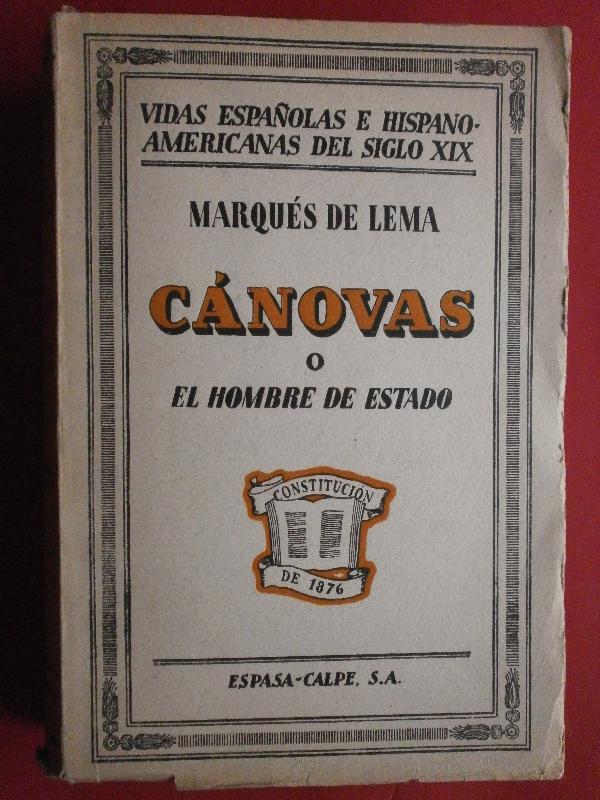 VIDAS ESPAÑOLAS E HISPANO-
AMERICANAS DEL SIGLO XIX
MARQUÉS DE LEMA
CÁNOVAS
O
EL HOMBRE DE ESTADO
CONSTITUCIÓN
DE 1876
ESPASA-CALPE, S.A.